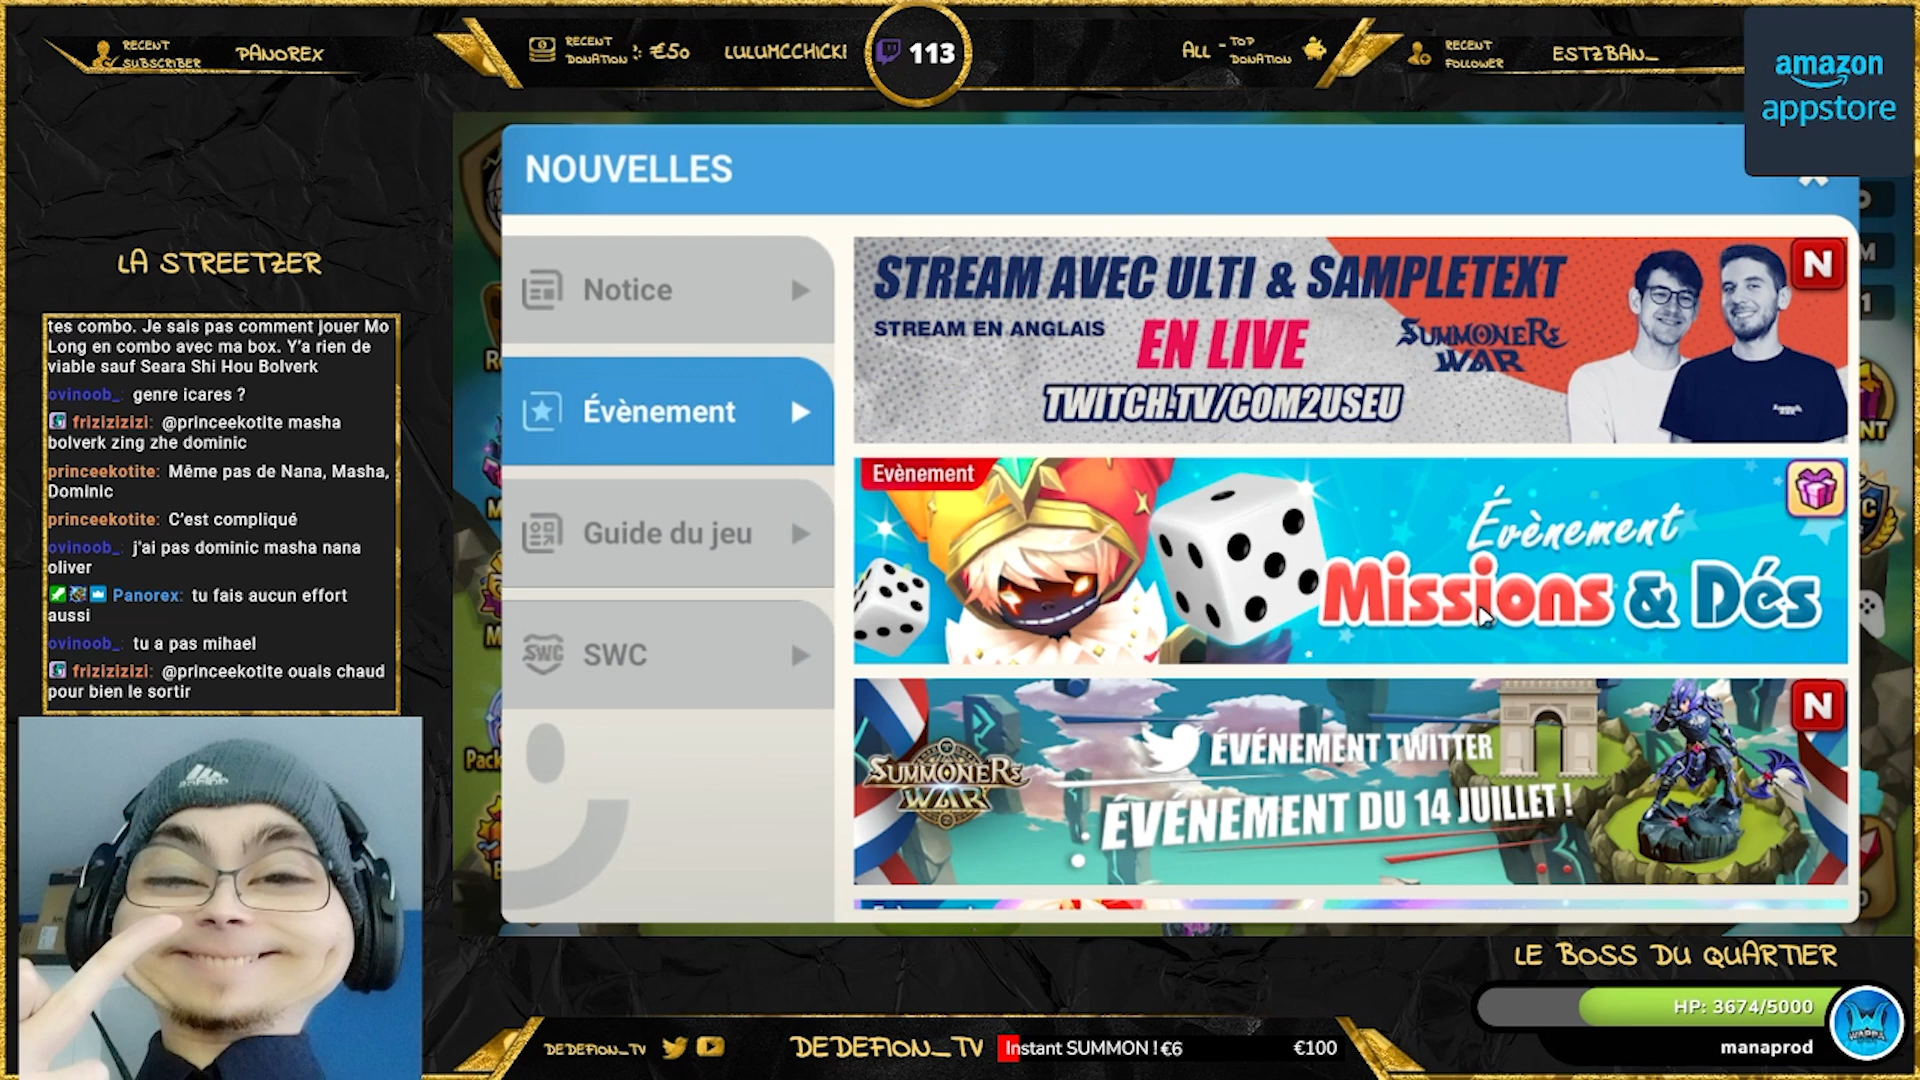 RECENT
SUBSCRIBER
PANOREX
RECENT
DONATION : €50
LULUMCCHICKE
113
ALL - TOP
DONATION
RECENT
FOLLOWER
ESTZBAN_
amazon
appstore
LA STREETZER
tes combo. Je sais pas comment jouer Mo
Long en combo avec ma box. Y'a rien de
viable sauf Seara Shi Hou Bolverk
ovinoob_: genre icares ?
frizizizizi: @princeekotite masha
bolverk zing zhe dominic
princeekotite: Même pas de Nana, Masha,
Dominic
princeekotite: C'est compliqué
ovinoob_: j'ai pas dominic masha nana
oliver
Panorex: tu fais aucun effort
aussi
ovinoob_: tu a pas mihael
frizizizizi: @princeekotite ouais chaud
pour bien le sortir
NOUVELLES
Notice
Évènement
Guide du jeu
SWC
SWC
STREAM AVEC ULTI & SAMPLETEXT
STREAM EN ANGLAIS
EN LIVE
SUMMONERS
WAR
TWITCH.TV/COM2USEU
N
Evènement
Évènement
Missions & Dés
SUMMONERS
WAR
ÉVÉNEMENT TWITTER
ÉVÉNEMENT DU 14 JUILLET !
N
Pack
LE BOSS DU QUARTIER
HP: 3674/5000
manaprod
DEDEFION_TV
DEDEFION_TV
Instant SUMMON ! €6
€100